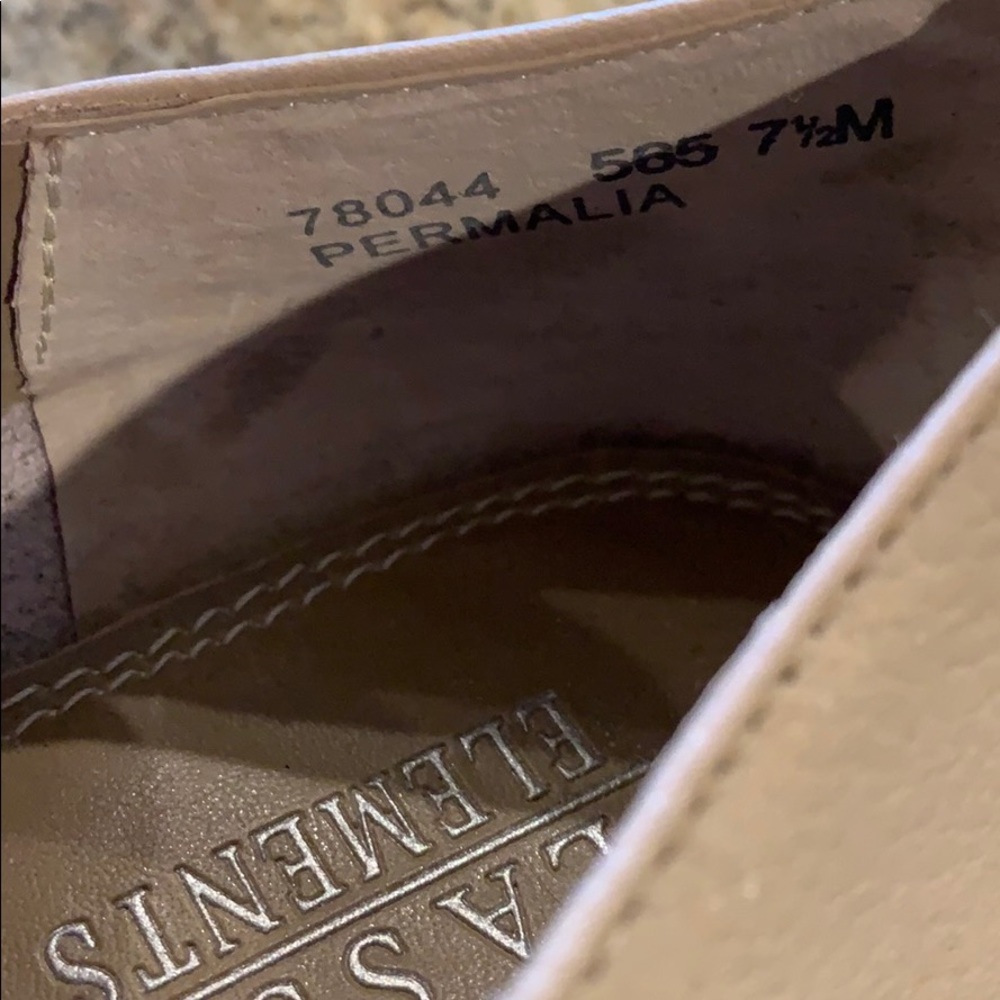 78044 565 7½M
PERMALIA
ELEMENTS